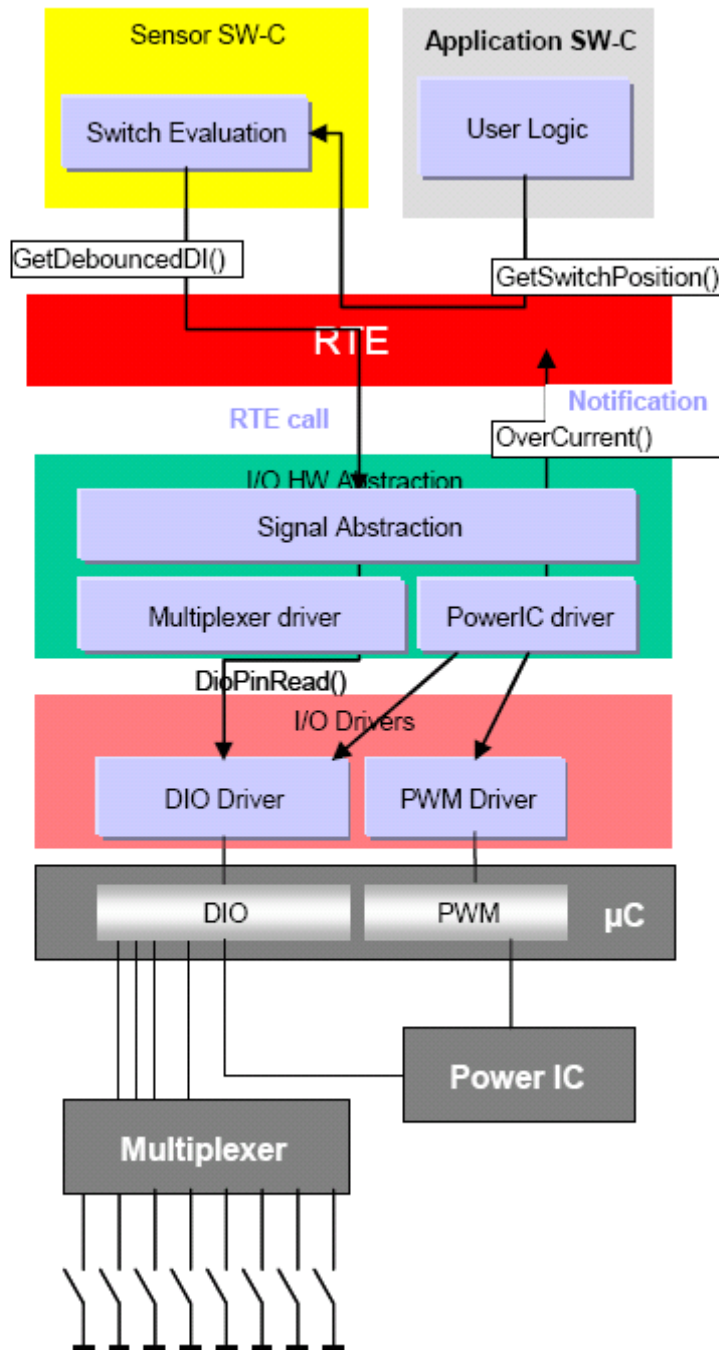 Sensor SW-C
Application SW-C
Switch Evaluation
User Logic
GetDebouncedDI()
GetSwitchPosition()
RTE
RTE call
Notification
OverCurrent()
I/O HW Abstraction
Signal Abstraction
Multiplexer driver
PowerIC driver
DioPinRead()
I/O Drivers
DIO Driver
PWM Driver
DIO
PWM
µC
Power IC
Multiplexer